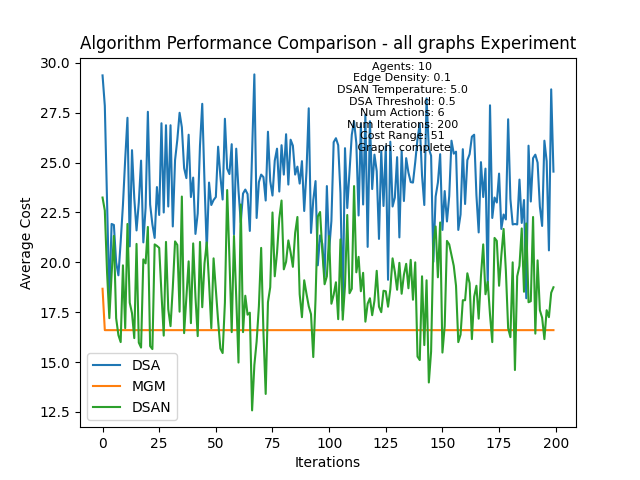 Algorithm Performance Comparison - all graphs Experiment
Agents: 10
Edge Density: 0.1
DSAN Temperature: 5.0
DSA Threshold: 0.5
Num Actions: 6
Num Iterations: 200
Cost Range: 51
Graph: complete
Average Cost
30.0
27.5
25.0
22.5
20.0
17.5
15.0
12.5
DSA
MGM
DSAN
0 25 50 75 100 125 150 175 200
Iterations